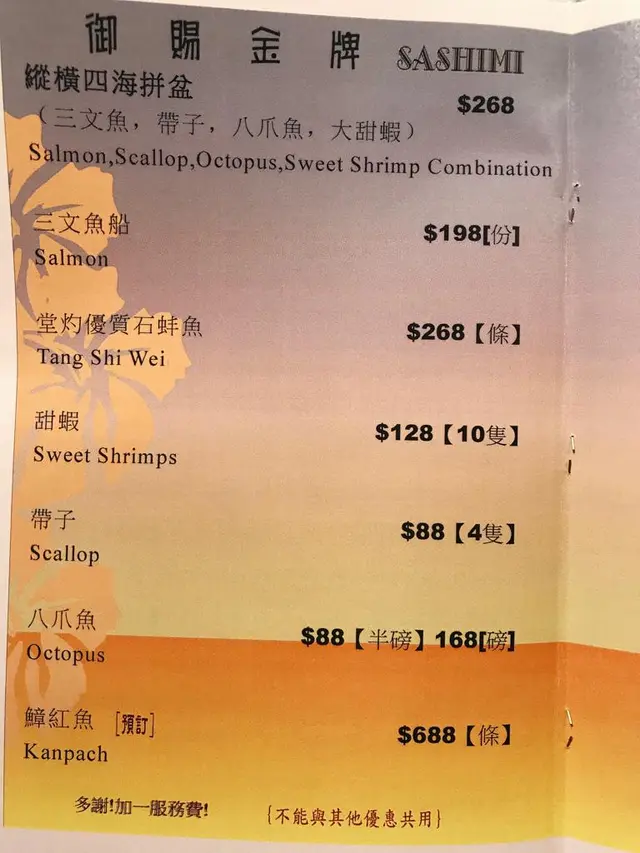 御賜金牌 SASHIMI
縱橫四海拼盆 $268
（三文魚，帶子，八爪魚，大甜蝦）
Salmon,Scallop,Octopus,Sweet Shrimp Combination
三文魚船 $198[份]
Salmon
堂灼優質石蚌魚 $268【條】
Tang Shi Wei
甜蝦 $128【10隻】
Sweet Shrimps
帶子 $88【4隻】
Scallop
八爪魚 $88【半磅】168[磅]
Octopus
鱆紅魚 [預訂] $688【條】
Kanpach
多謝!加一服務費! {不能與其他優惠共用}